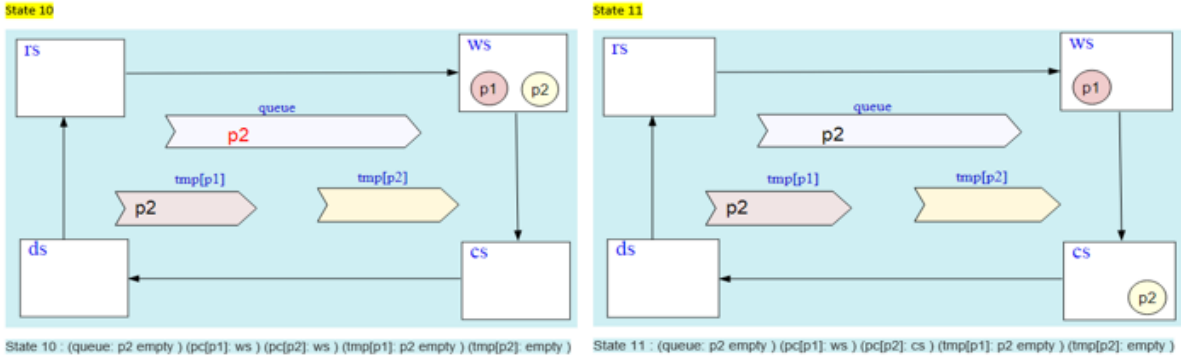 State 10
rs
ws
p1
p2
queue
p2
tmp[p1]
tmp[p2]
p2
ds
cs
State 10 : (queue: p2 empty ) (pc[p1]: ws ) (pc[p2]: ws ) (tmp[p1]: p2 empty ) (tmp[p2]: empty )
State 11
rs
ws
p1
queue
p2
tmp[p1]
tmp[p2]
p2
ds
cs
p2
State 11 : (queue: p2 empty ) (pc[p1]: ws ) (pc[p2]: cs ) (tmp[p1]: p2 empty ) (tmp[p2]: empty )